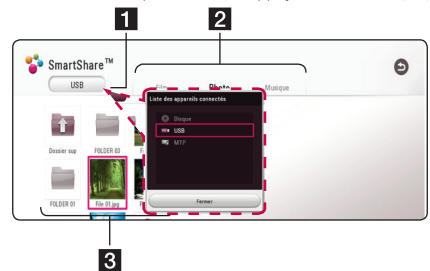 1
2
SmartShare™
USB
Film
Photo
Musique
Liste des appareils connectés
Disque
USB
MTP
Fermer
Dossier sup
FOLDER 03
FOLDER 01
File 01.jpg
3